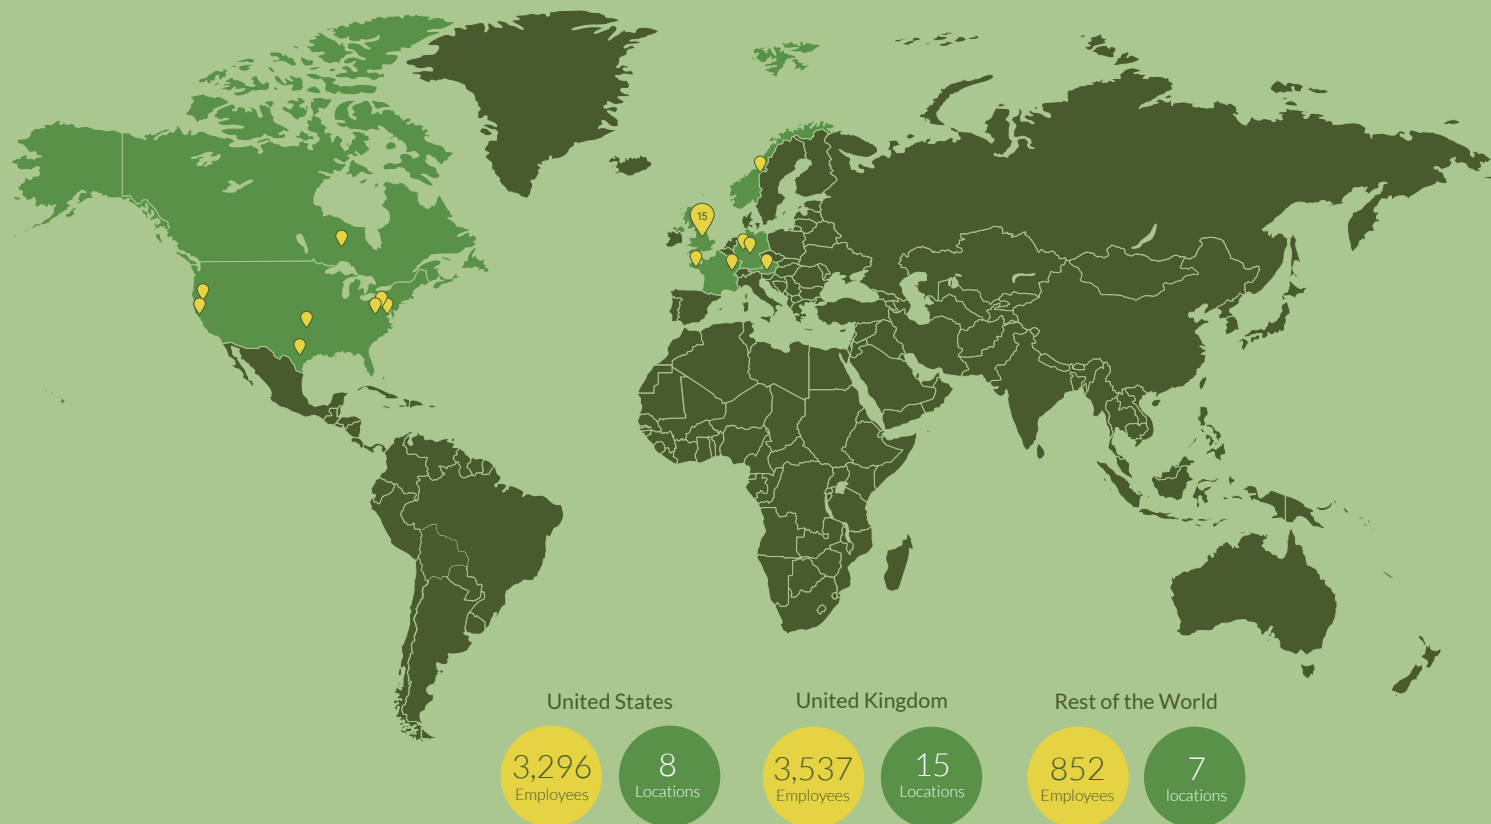 15
United States
United Kingdom
Rest of the World
3,296
Employees
8
Locations
3,537
Employees
15
Locations
852
Employees
7
locations